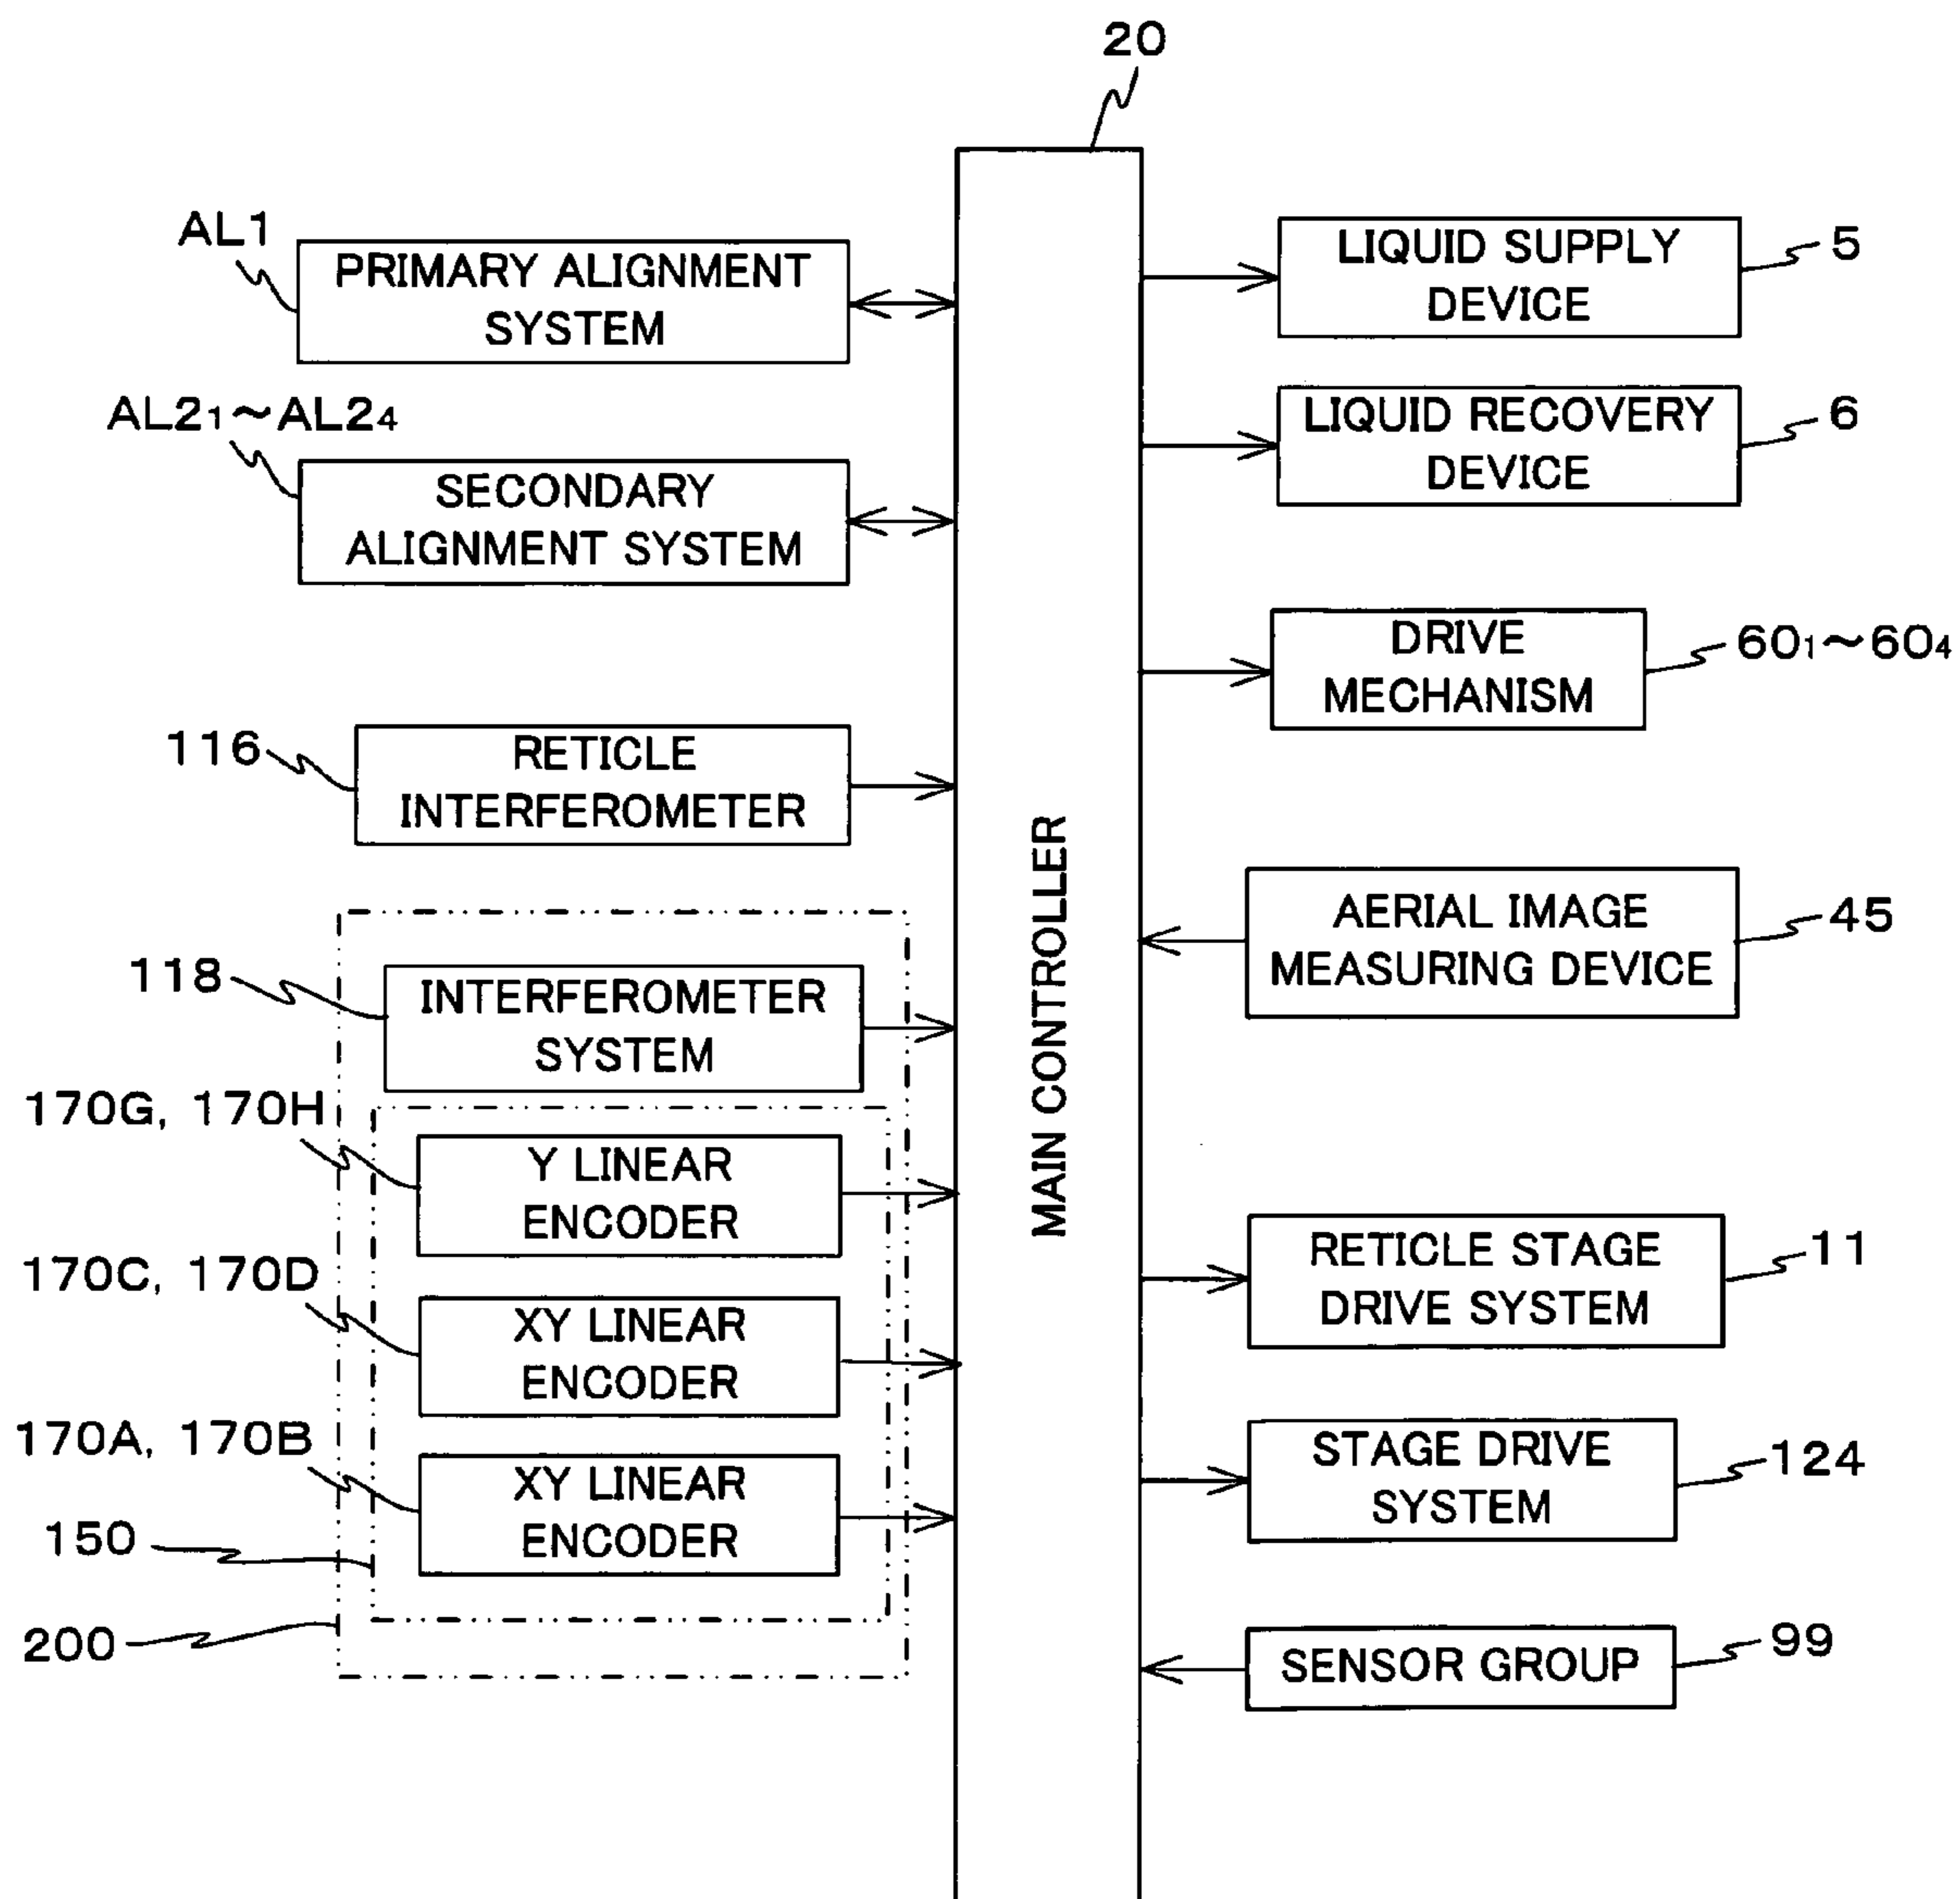 20
AL1
PRIMARY ALIGNMENT
SYSTEM
AL2₁~AL2₄
SECONDARY
ALIGNMENT SYSTEM
116
RETICLE
INTERFEROMETER
118
INTERFEROMETER
SYSTEM
170G, 170H
Y LINEAR
ENCODER
170C, 170D
XY LINEAR
ENCODER
170A, 170B
XY LINEAR
ENCODER
150
200
MAIN CONTROLLER
LIQUID SUPPLY
DEVICE
5
LIQUID RECOVERY
DEVICE
6
DRIVE
MECHANISM
60₁~60₄
AERIAL IMAGE
MEASURING DEVICE
45
RETICLE STAGE
DRIVE SYSTEM
11
STAGE DRIVE
SYSTEM
124
SENSOR GROUP
99